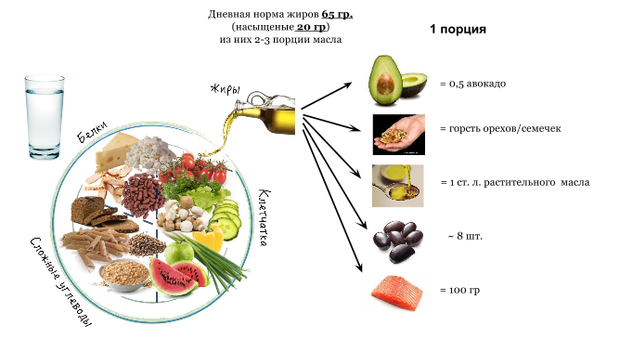 Дневная норма жиров 65 гр.
(насыщеные 20 гр)
из них 2-3 порции масла
1 порция
Жиры
= 0,5 авокадо
Белки
= горсть орехов/семечек
= 1 ст. л. растительного масла
Клетчатка
~ 8 шт.
Сложные углеводы
= 100 гр